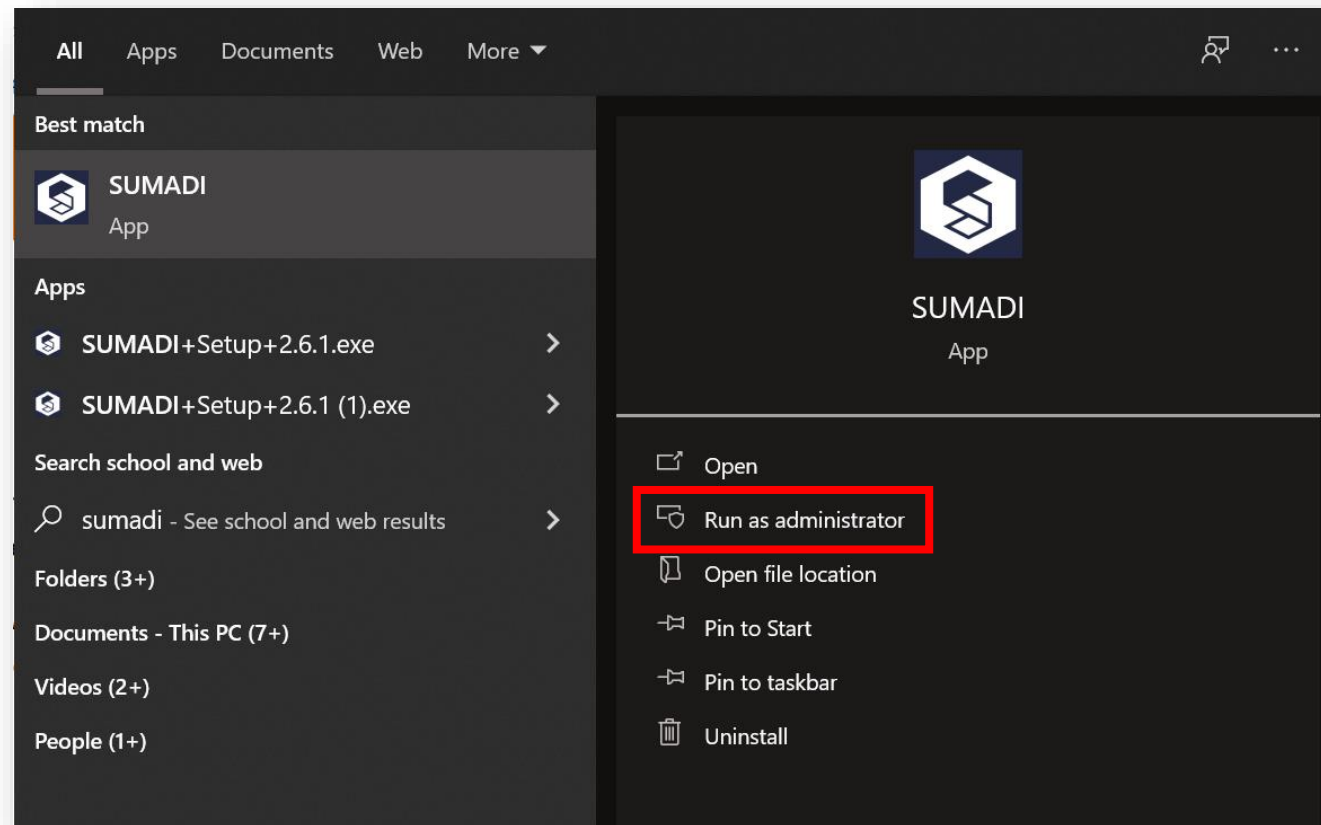 All Apps Documents Web More
Best match
SUMADI
App
Apps
SUMADI+Setup+2.6.1.exe
SUMADI+Setup+2.6.1 (1).exe
Search school and web
sumadi - See school and web results
Folders (3+)
Documents - This PC (7+)
Videos (2+)
People (1+)
SUMADI
App
Open
Run as administrator
Open file location
Pin to Start
Pin to taskbar
Uninstall